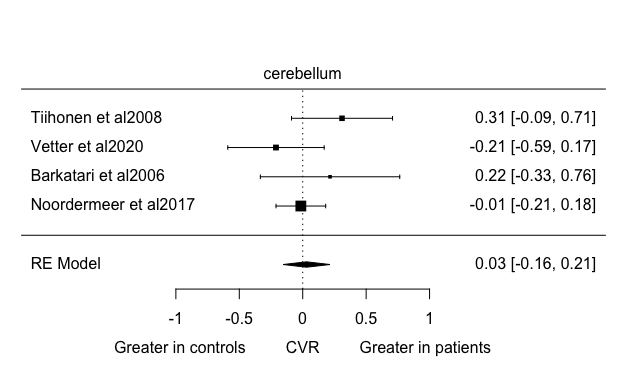 cerebellum
Tiihonen et al2008 0.31 [-0.09, 0.71]
Vetter et al2020 -0.21 [-0.59, 0.17]
Barkatari et al2006 0.22 [-0.33, 0.76]
Noordermeer et al2017 -0.01 [-0.21, 0.18]
RE Model 0.03 [-0.16, 0.21]
-1 -0.5 0 0.5 1
Greater in controls CVR Greater in patients